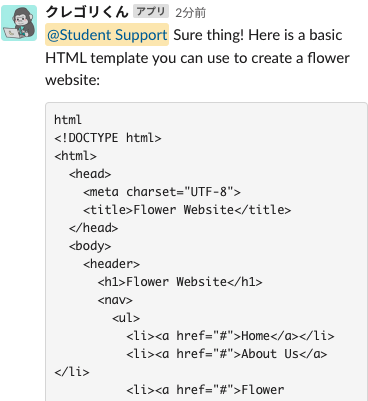 クレゴリくん アプリ 2分前
@Student Support Sure thing! Here is a basic
HTML template you can use to create a flower
website:
html
<!DOCTYPE html>
<html>
  <head>
    <meta charset="UTF-8">
    <title>Flower Website</title>
  </head>
  <body>
    <header>
      <h1>Flower Website</h1>
      <nav>
        <ul>
          <li><a href="#">Home</a></li>
          <li><a href="#">About Us</a>
</li>
          <li><a href="#">Flower